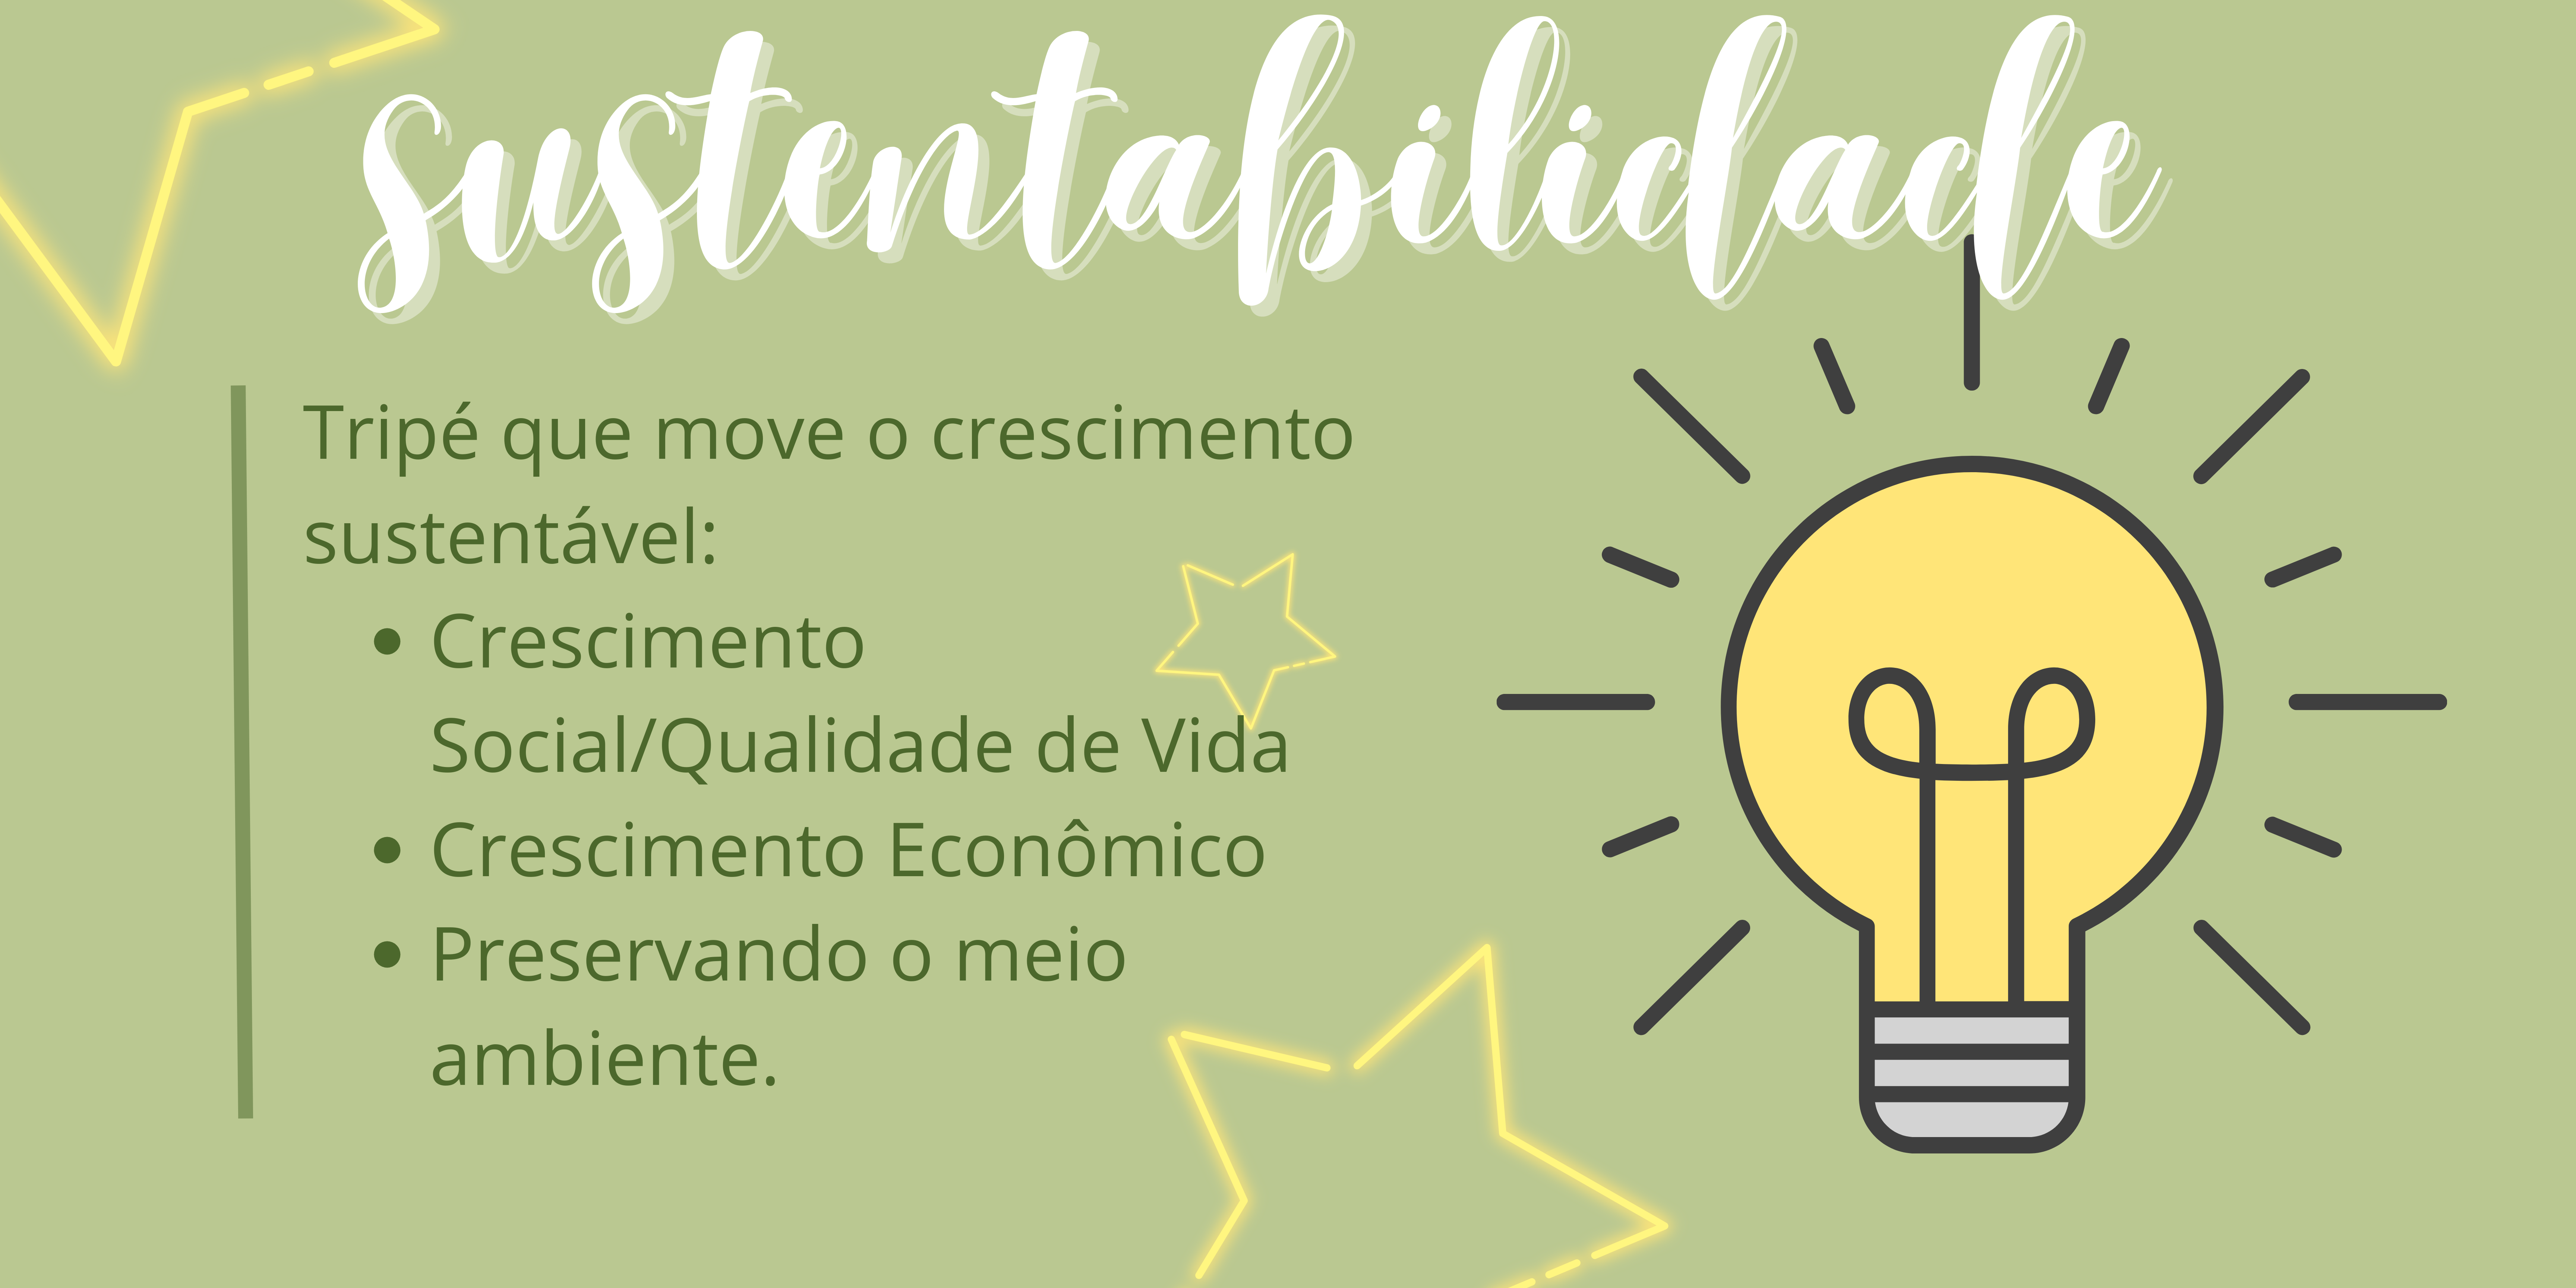 sustentabilidade
Tripé que move o crescimento
sustentável:
• Crescimento
Social/Qualidade de Vida
• Crescimento Econômico
• Preservando o meio
ambiente.